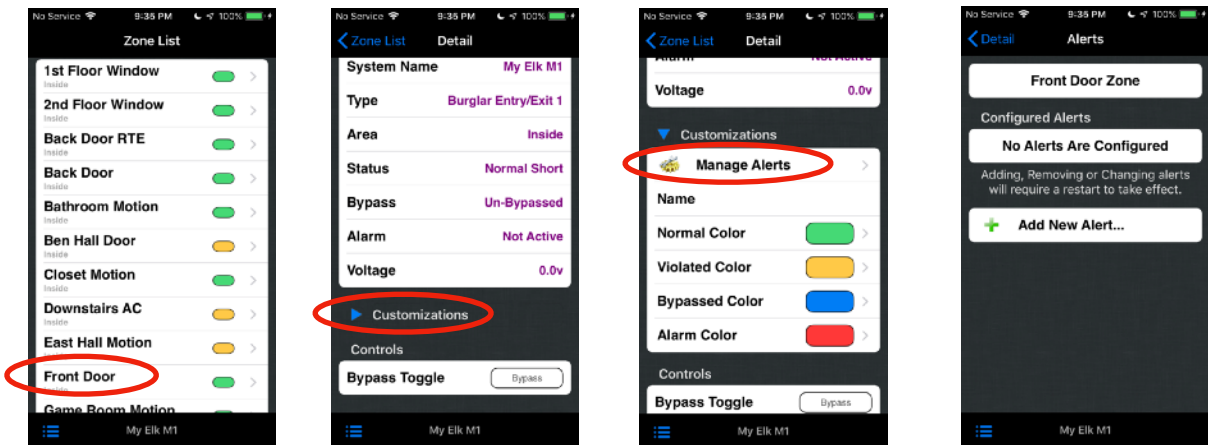 No Service 9:35 PM 100%
Zone List
1st Floor Window
Inside
2nd Floor Window
Inside
Back Door RTE
Inside
Back Door
Inside
Bathroom Motion
Inside
Ben Hall Door
Inside
Closet Motion
Inside
Downstairs AC
Inside
East Hall Motion
Front Door
Inside
Game Room Motion
My Elk M1
No Service 9:35 PM 100%
Zone List Detail
System Name My Elk M1
Type Burglar Entry/Exit 1
Area Inside
Status Normal Short
Bypass Un-Bypassed
Alarm Not Active
Voltage 0.0v
Customizations
Controls
Bypass Toggle Bypass
My Elk M1
No Service 9:35 PM 100%
Zone List Detail
Alarm Not Active
Voltage 0.0v
Customizations
Manage Alerts
Name
Normal Color
Violated Color
Bypassed Color
Alarm Color
Controls
Bypass Toggle Bypass
My Elk M1
No Service 9:35 PM 100%
Detail Alerts
Front Door Zone
Configured Alerts
No Alerts Are Configured
Adding, Removing or Changing alerts
will require a restart to take effect.
Add New Alert...
My Elk M1